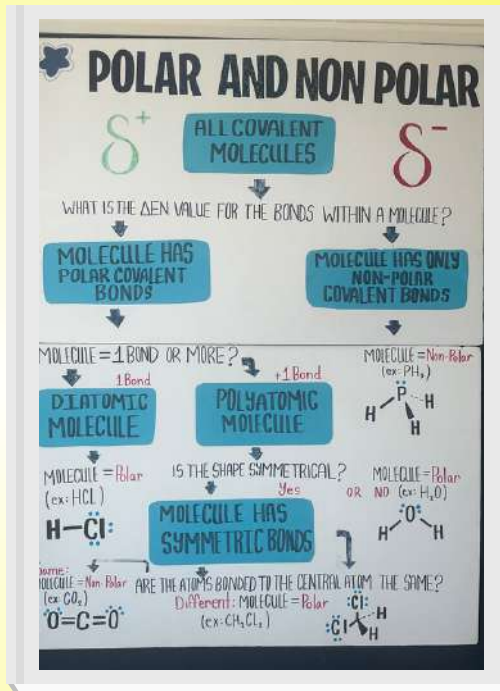 POLAR AND NON POLAR
δ+
ALL COVALENT
MOLECULES
δ-
WHAT IS THE ΔEN VALUE FOR THE BONDS WITHIN A MOLECULE?
MOLECULE HAS
POLAR COVALENT
BONDS
MOLECULE HAS ONLY
NON-POLAR
COVALENT BONDS
MOLECULE = 1 BOND OR MORE?
1 Bond
+1 Bond
MOLECULE = Non-Polar
(ex: PH₃)
P
H
H
H
DIATOMIC
MOLECULE
POLYATOMIC
MOLECULE
MOLECULE = Polar
(ex: HCl)
H-Cl
IS THE SHAPE SYMMETRICAL?
Yes
OR NO
MOLECULE = Polar
(ex: H₂O)
O
H
H
MOLECULE HAS
SYMMETRIC BONDS
Same:
MOLECULE = Non-Polar
(ex: CO₂)
O=C=O
ARE THE ATOMS BONDED TO THE CENTRAL ATOM THE SAME?
Different: MOLECULE = Polar
(ex: CH₂Cl₂)
Cl
Cl
H
H